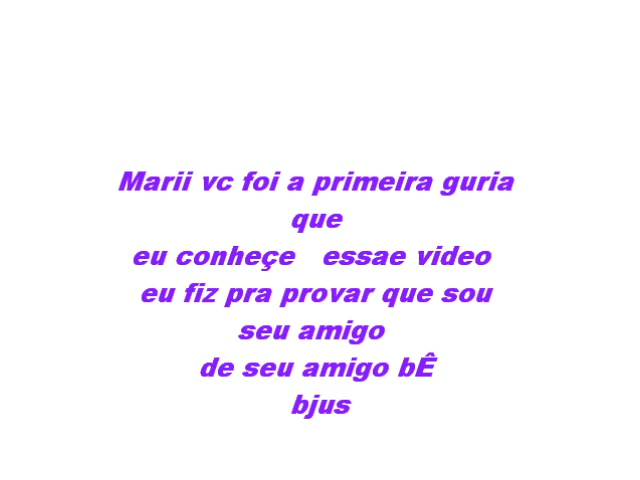 Marii vc foi a primeira guria
que
eu conheçe essae video
eu fiz pra provar que sou
seu amigo
de seu amigo bÊ
bjus